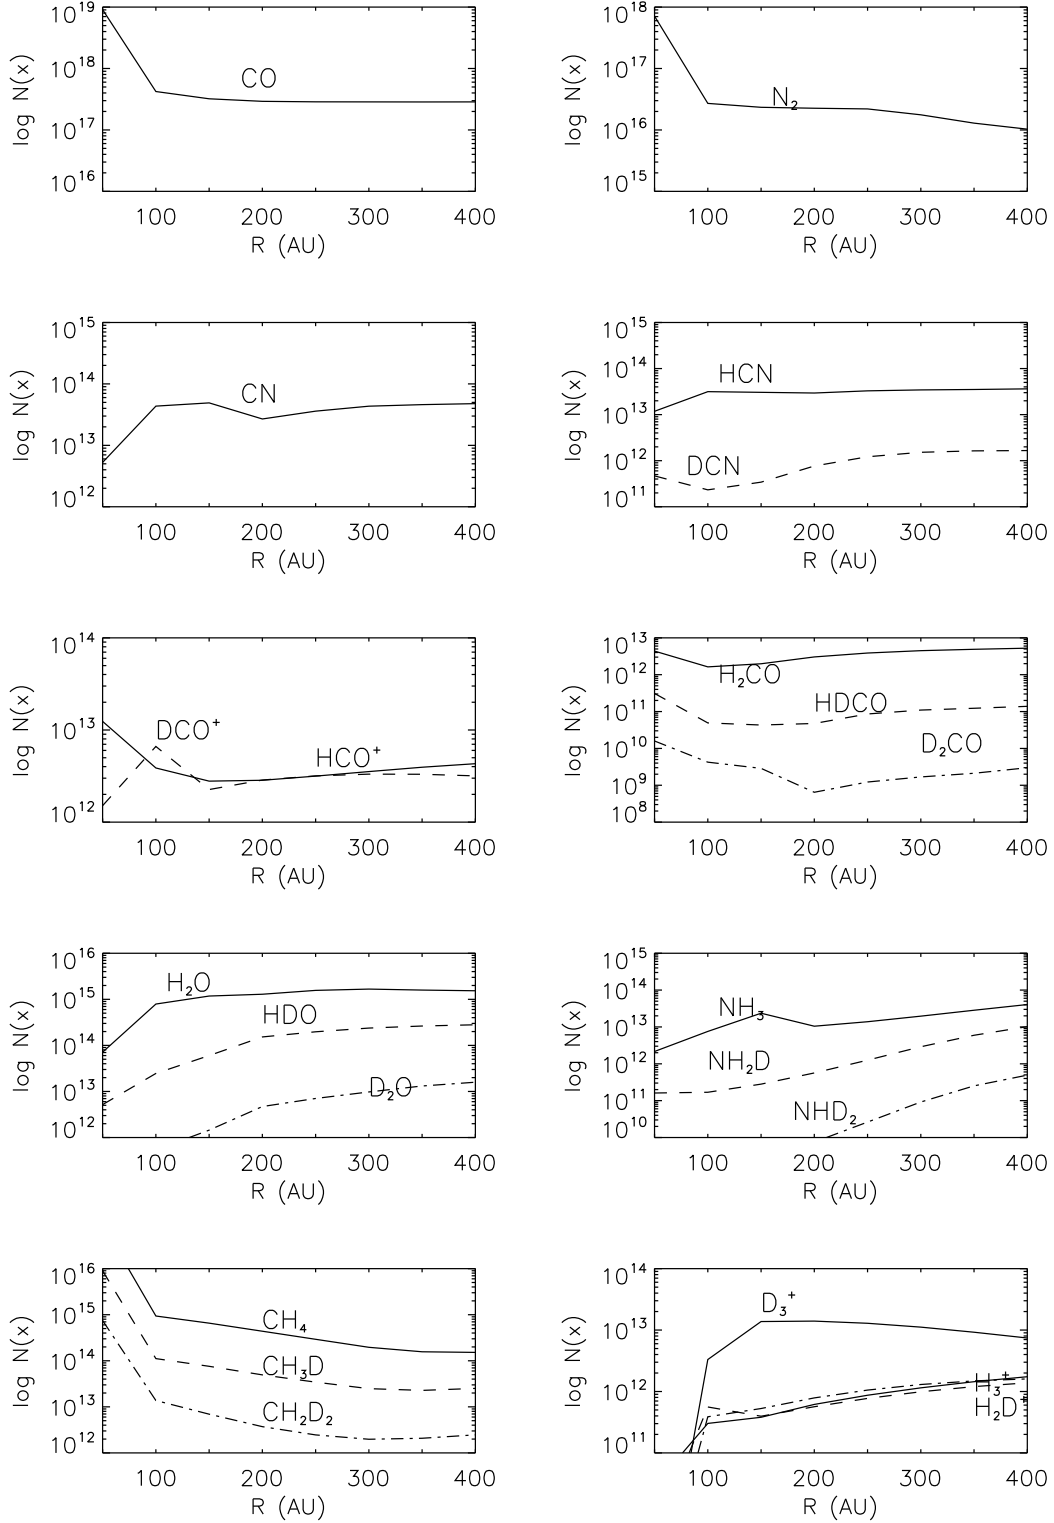 log N(x)
10^19
10^18
10^17
10^16
CO
100 200 300 400
R (AU)
log N(x)
10^18
10^17
10^16
10^15
N₂
100 200 300 400
R (AU)
log N(x)
10^15
10^14
10^13
10^12
CN
100 200 300 400
R (AU)
log N(x)
10^15
10^14
10^13
10^12
10^11
HCN
DCN
100 200 300 400
R (AU)
log N(x)
10^14
10^13
10^12
DCO⁺
HCO⁺
100 200 300 400
R (AU)
log N(x)
10^13
10^12
10^11
10^10
10^9
10^8
H₂CO
HDCO
D₂CO
100 200 300 400
R (AU)
log N(x)
10^16
10^15
10^14
10^13
10^12
H₂O
HDO
D₂O
100 200 300 400
R (AU)
log N(x)
10^15
10^14
10^13
10^12
10^11
10^10
NH₃
NH₂D
NHD₂
100 200 300 400
R (AU)
log N(x)
10^16
10^15
10^14
10^13
10^12
CH₄
CH₃D
CH₂D₂
100 200 300 400
R (AU)
log N(x)
10^14
10^13
10^12
10^11
D₃⁺
H₃⁺
H₂D⁺
100 200 300 400
R (AU)